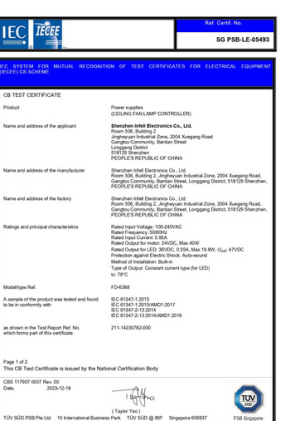 IEC IECEE
Ref. Certif. No.
SG PSB-LE-05493
IEC SYSTEM FOR MUTUAL RECOGNITION OF TEST CERTIFICATES FOR ELECTRICAL EQUIPMENT (IECEE) CB SCHEME
CB TEST CERTIFICATE
Product
Power supplies
(CEILING FAN LAMP CONTROLLER)
Name and address of the applicant
Shenzhen Infell Electronics Co., Ltd.
Room 506, Building 2
Jingheyuan Industrial Zone, 2004 Xuegang Road
Gangtou Community, Bantian Street
Longgang District
518129 Shenzhen
PEOPLE'S REPUBLIC OF CHINA
Name and address of the manufacturer
Shenzhen Infell Electronics Co., Ltd.
Room 506, Building 2, Jingheyuan Industrial Zone, 2004 Xuegang Road,
Gangtou Community, Bantian Street, Longgang District, 518129 Shenzhen,
PEOPLE'S REPUBLIC OF CHINA
Name and address of the factory
Shenzhen Infell Electronics Co., Ltd.
Room 506, Building 2, Jingheyuan Industrial Zone, 2004 Xuegang Road,
Gangtou Community, Bantian Street, Longgang District, 518129 Shenzhen,
PEOPLE'S REPUBLIC OF CHINA
Ratings and principal characteristics
Rated Input Voltage: 100-240VAC
Rated Frequency: 50/60Hz
Rated Input Current: 0.95A
Rated Output for motor: 24VDC, Max.40W
Rated Output for LED: 36VDC, 0.55A, Max.19.8W, Uout: 47VDC
Protection against Electric Shock: Auto-wound
Method of Installation: Built-in
Type of Output: Constant current type (for LED)
tc: 78°C
Model/type Ref.
FD-6388
A sample of the product was tested and found
to be in conformity with
IEC 61347-1:2015
IEC 61347-1:2015/AMD1:2017
IEC 61347-2-13:2014
IEC 61347-2-13:2014/AMD1:2016
as shown in the Test Report Ref. No.
which forms part of this certificate
211-14230782-000
Page 1 of 2
This CB Test Certificate is issued by the National Certification Body
CBS 117957 0007 Rev. 00
Date, 2023-12-18
( Taylor Yao )
TÜV SÜD PSB Pte Ltd 15 International Business Park TÜV SÜD @ IBP Singapore 609937
TÜV
PSB Singapore